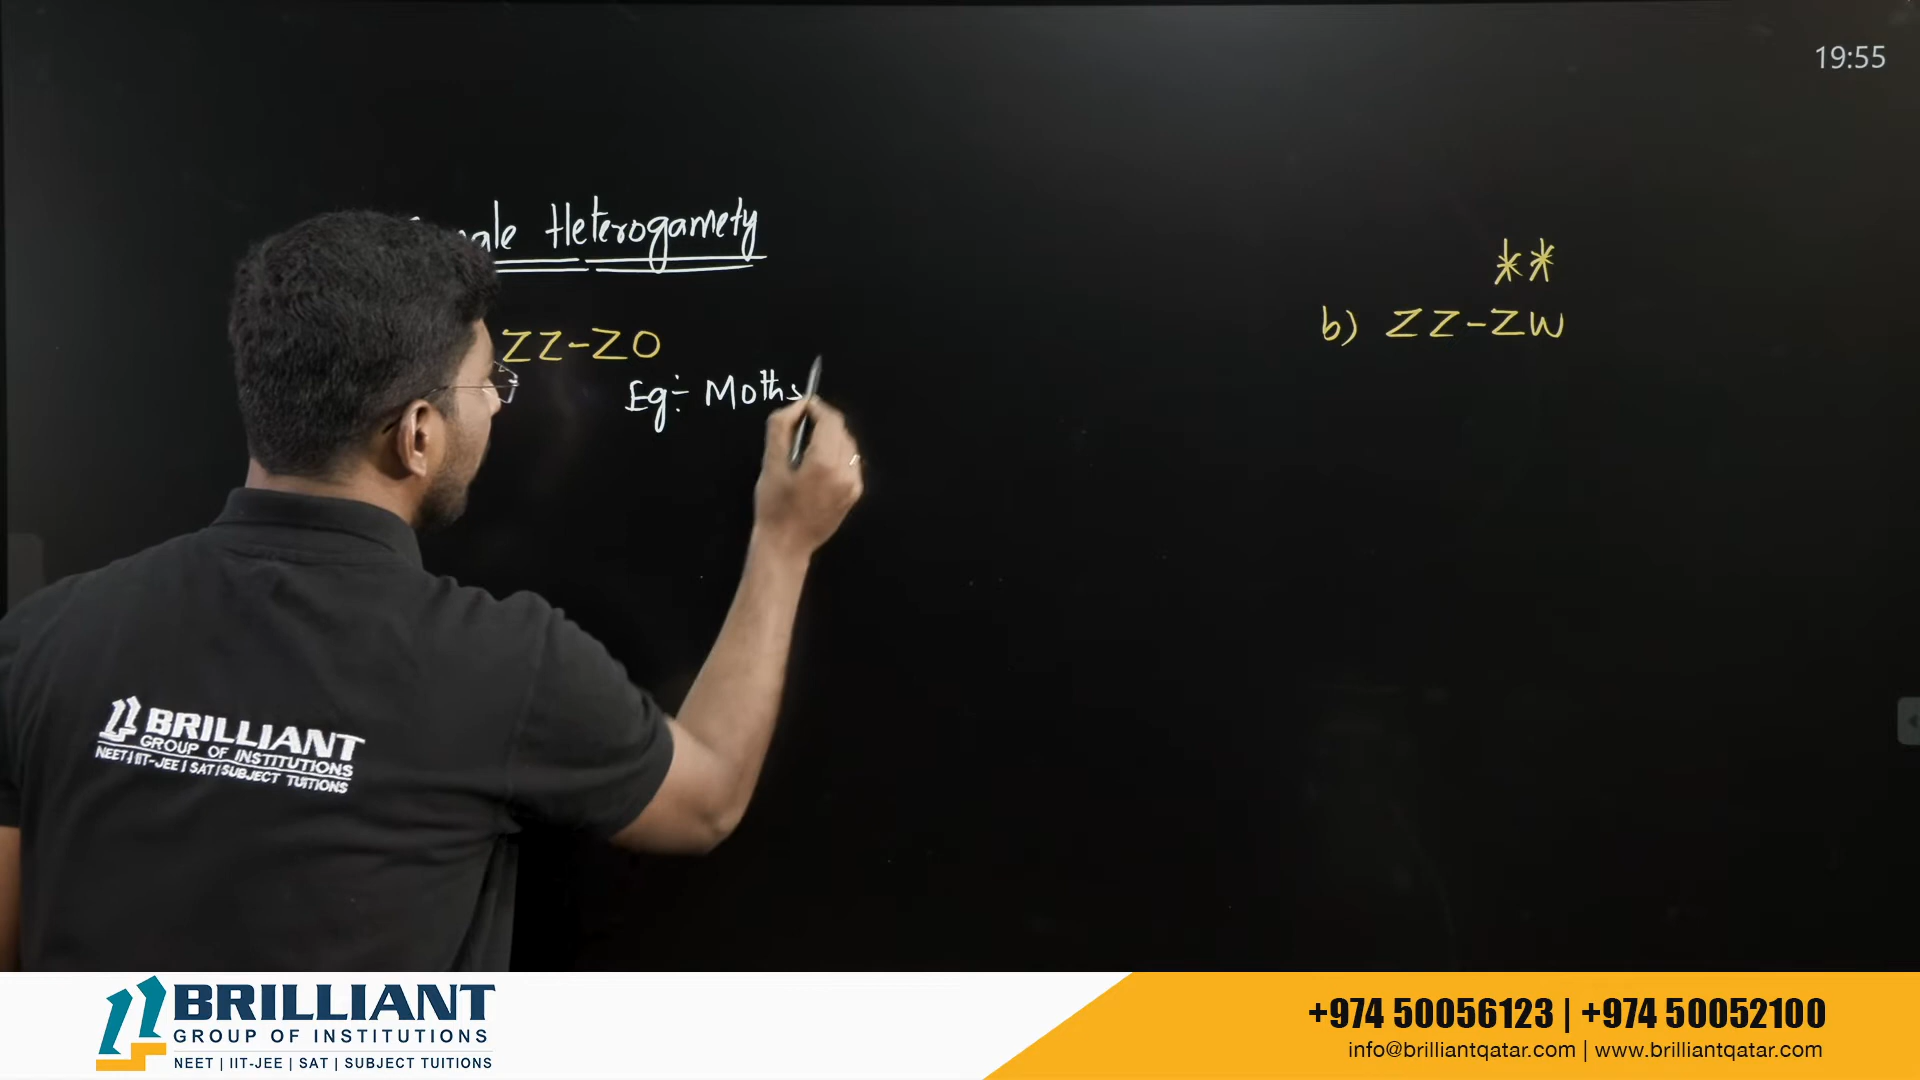 19:55
Heterogamety
ZZ-ZO
Eg:- Moths
**
b) ZZ-ZW
BRILLIANT
GROUP OF INSTITUTIONS
NEET | IIT-JEE | SAT | SUBJECT TUITIONS
BRILLIANT
GROUP OF INSTITUTIONS
NEET | IIT-JEE | SAT | SUBJECT TUITIONS
+974 50056123 | +974 50052100
info@brilliantqatar.com | www.brilliantqatar.com